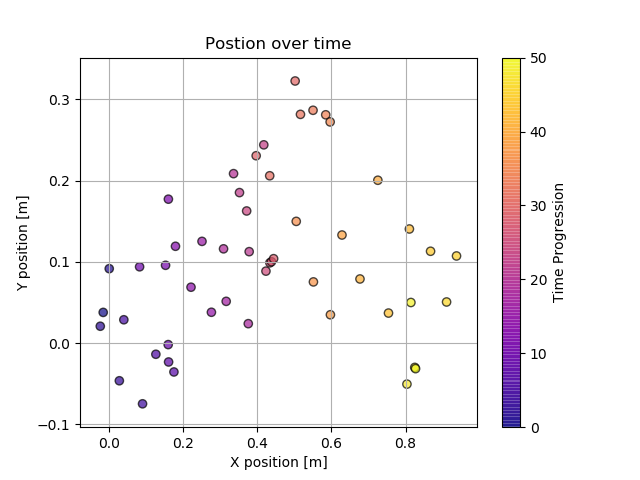 Postion over time
Y position [m]
0.3
0.2
0.1
0.0
−0.1
0.0 0.2 0.4 0.6 0.8
X position [m]
50
40
30
20
10
0
Time Progression